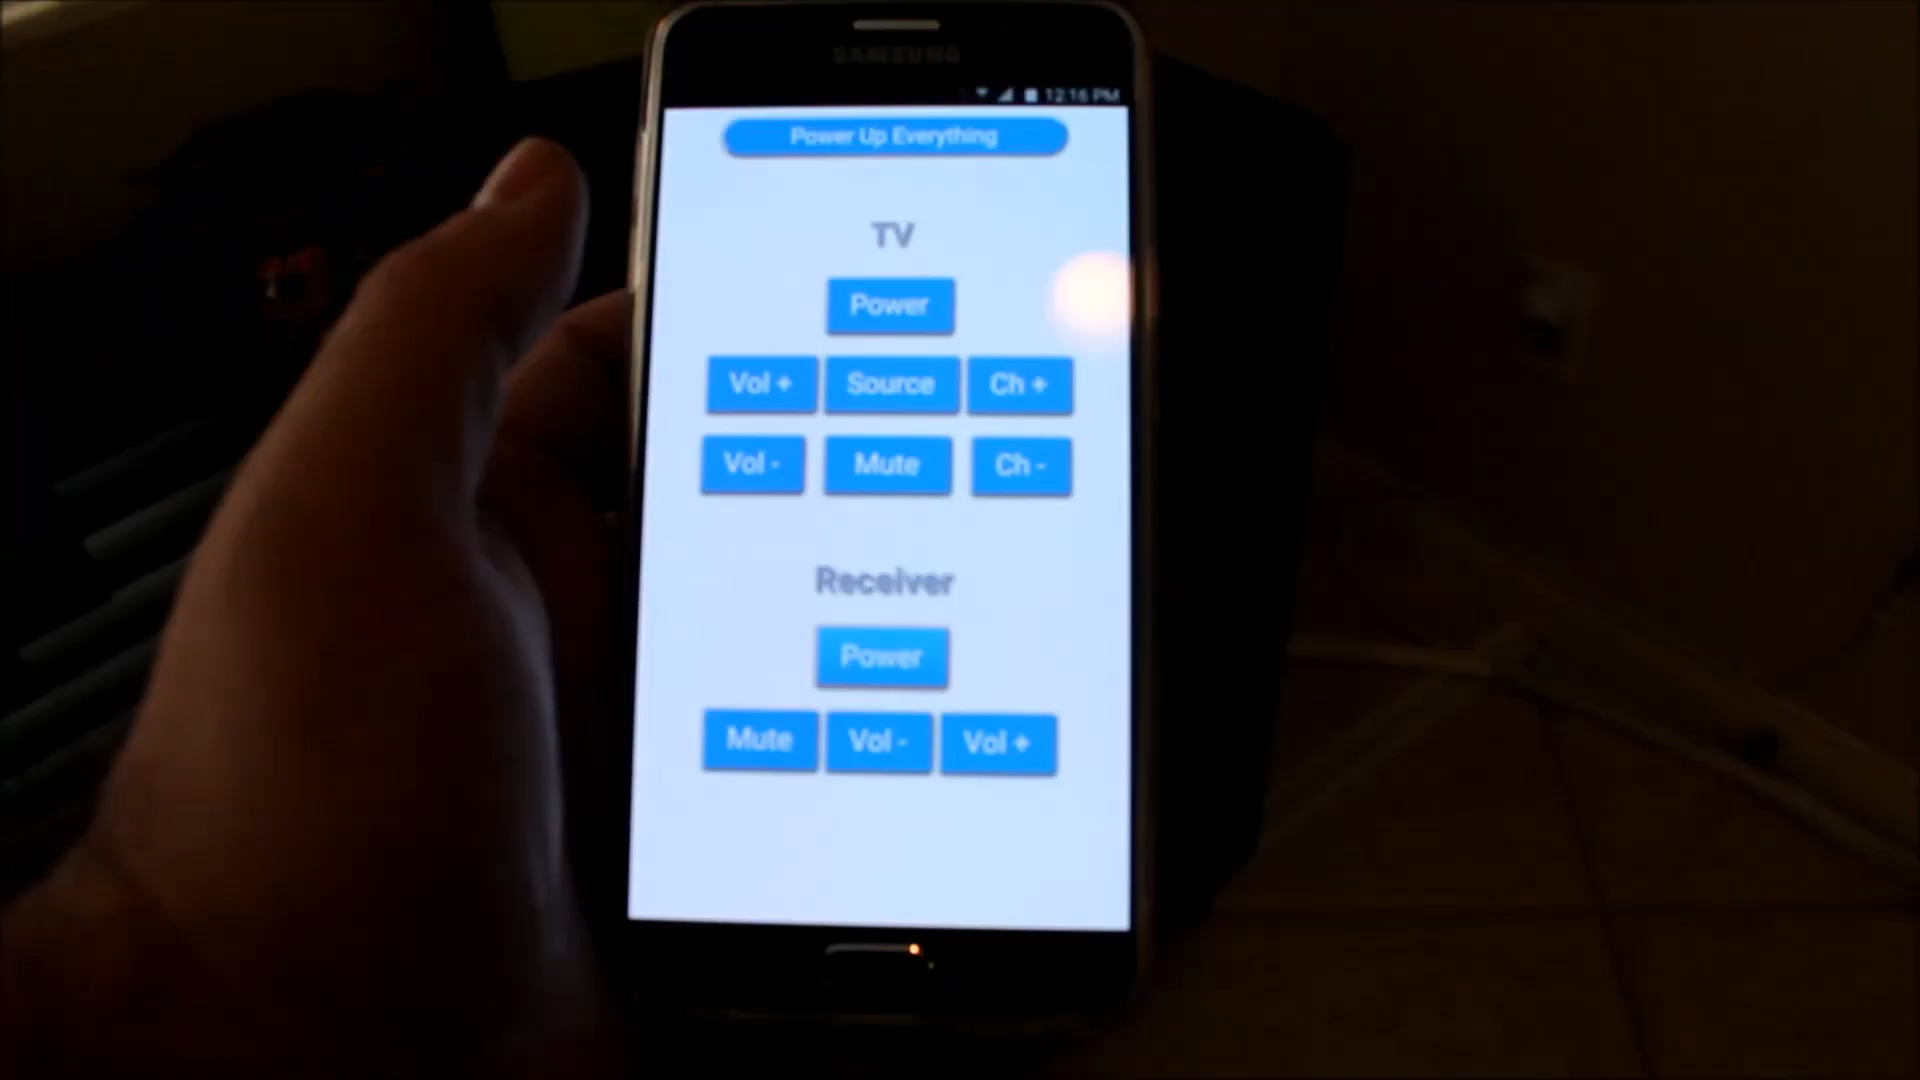 SAMSUNG
12:16 PM
Power Up Everything
TV
Power
Vol + Source Ch +
Vol - Mute Ch -
Receiver
Power
Mute Vol - Vol +